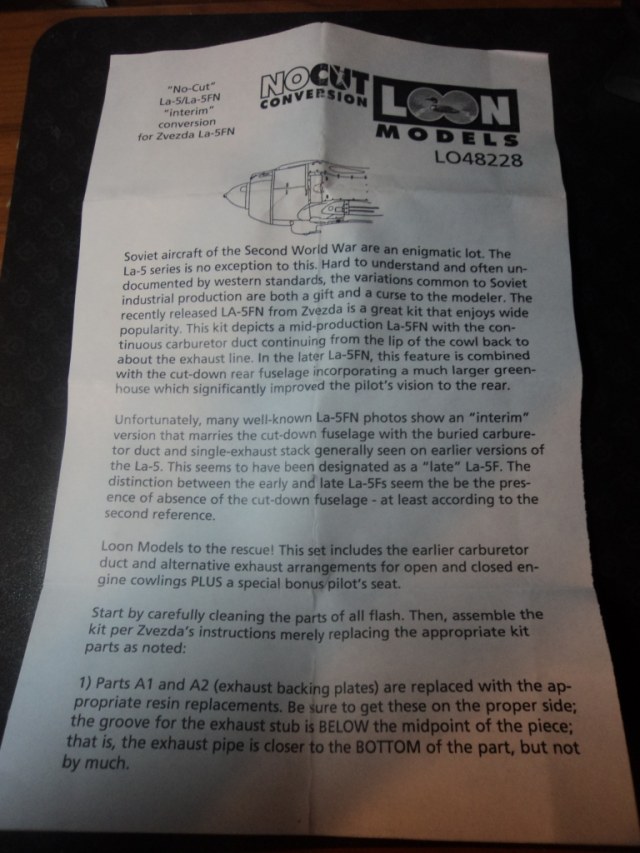 "No-Cut"
La-5/La-5FN
"interim"
conversion
for Zvezda La-5FN
NOCUT
CONVERSION
LOON
MODELS
LO48228
Soviet aircraft of the Second World War are an enigmatic lot. The
La-5 series is no exception to this. Hard to understand and often un-
documented by western standards, the variations common to Soviet
industrial production are both a gift and a curse to the modeler. The
recently released LA-5FN from Zvezda is a great kit that enjoys wide
popularity. This kit depicts a mid-production La-5FN with the con-
tinuous carburetor duct continuing from the lip of the cowl back to
about the exhaust line. In the later La-5FN, this feature is combined
with the cut-down rear fuselage incorporating a much larger green-
house which significantly improved the pilot's vision to the rear.
Unfortunately, many well-known La-5FN photos show an "interim"
version that marries the cut-down fuselage with the buried carbure-
tor duct and single-exhaust stack generally seen on earlier versions of
the La-5. This seems to have been designated as a "late" La-5F. The
distinction between the early and late La-5Fs seem the be the pres-
ence of absence of the cut-down fuselage - at least according to the
second reference.
Loon Models to the rescue! This set includes the earlier carburetor
duct and alternative exhaust arrangements for open and closed en-
gine cowlings PLUS a special bonus pilot's seat.
Start by carefully cleaning the parts of all flash. Then, assemble the
kit per Zvezda's instructions merely replacing the appropriate kit
parts as noted:
1) Parts A1 and A2 (exhaust backing plates) are replaced with the ap-
propriate resin replacements. Be sure to get these on the proper side;
the groove for the exhaust stub is BELOW the midpoint of the piece;
that is, the exhaust pipe is closer to the BOTTOM of the part, but not
by much.